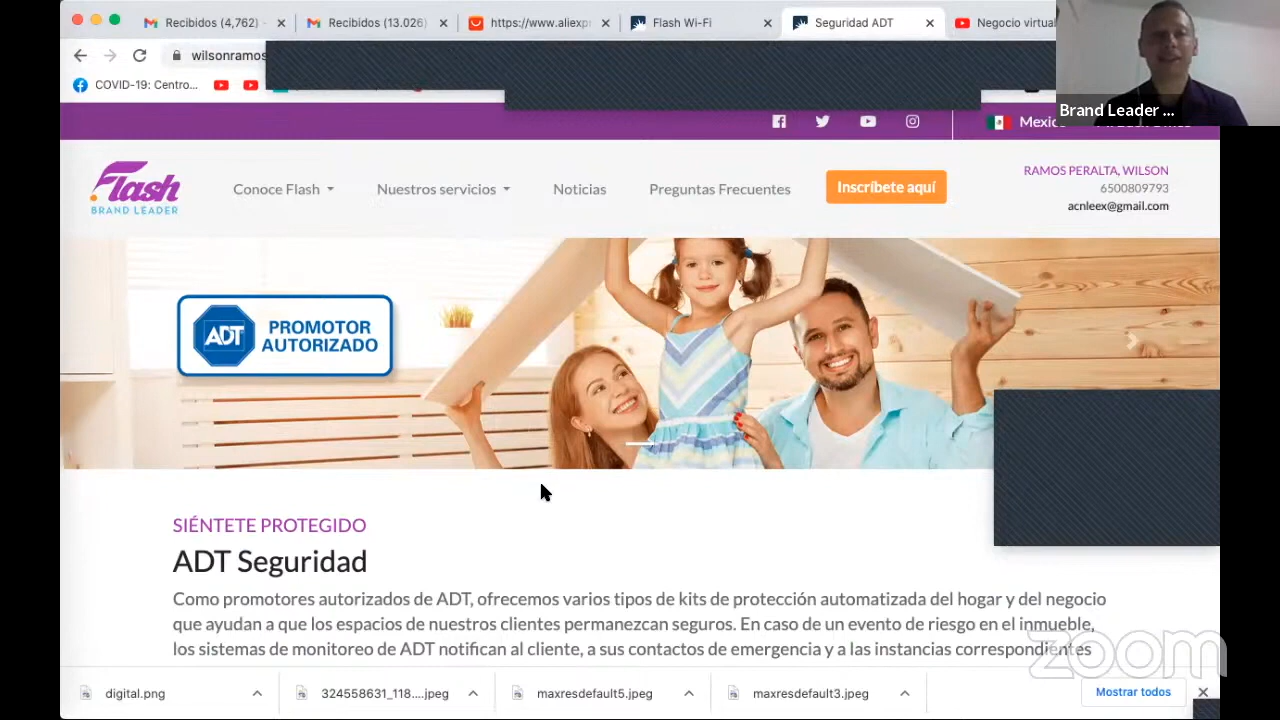 Recibidos (4,762) -
Recibidos (13.026)
https://www.aliexp
Flash Wi-Fi
Seguridad ADT
Negocio virtual
wilsonramos
COVID-19: Centro...
Brand Leader ...
Flash
BRAND LEADER
Conoce Flash
Nuestros servicios
Noticias
Preguntas Frecuentes
Inscríbete aquí
RAMOS PERALTA, WILSON
6500809793
acnleex@gmail.com
ADT
PROMOTOR
AUTORIZADO
SIÉNTETE PROTEGIDO
ADT Seguridad
Como promotores autorizados de ADT, ofrecemos varios tipos de kits de protección automatizada del hogar y del negocio
que ayudan a que los espacios de nuestros clientes permanezcan seguros. En caso de un evento de riesgo en el inmueble,
los sistemas de monitoreo de ADT notifican al cliente, a sus contactos de emergencia y a las instancias correspondientes
zoom
digital.png
324558631_118....jpeg
maxresdefault5.jpeg
maxresdefault3.jpeg
Mostrar todos